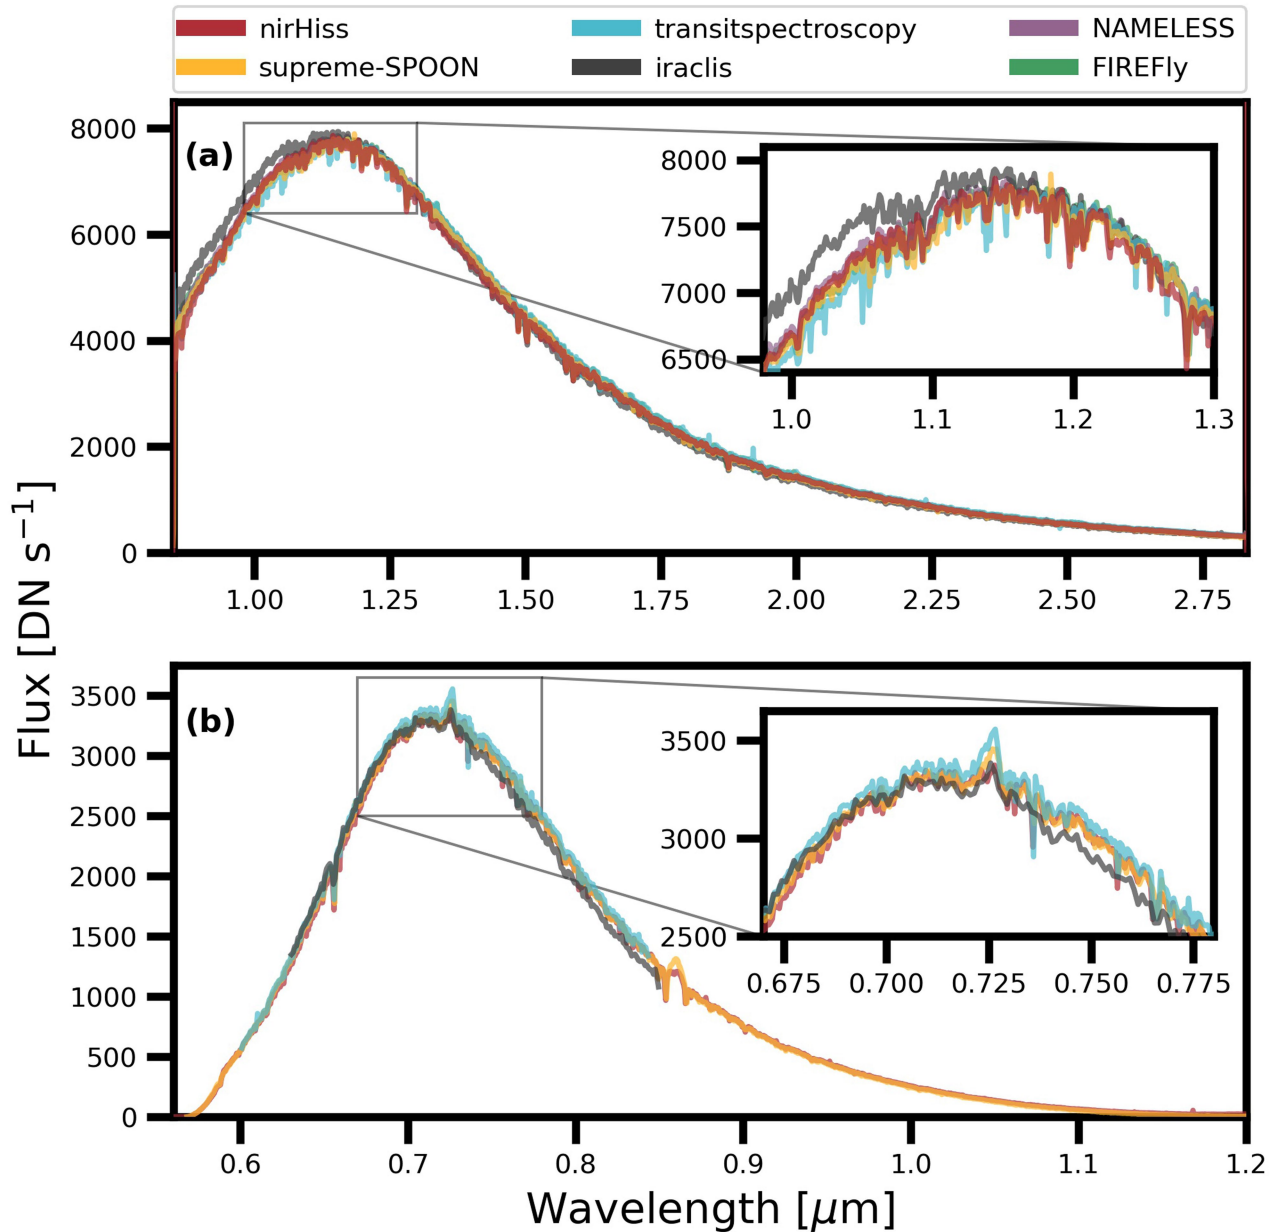 nirHiss transitspectroscopy NAMELESS
supreme-SPOON iraclis FIREFly
(a)
8000
6000
4000
2000
0
8000
7500
7000
6500
1.0 1.1 1.2 1.3
1.00 1.25 1.50 1.75 2.00 2.25 2.50 2.75
Flux [DN s⁻¹]
(b)
3500
3000
2500
2000
1500
1000
500
0
3500
3000
2500
0.675 0.700 0.725 0.750 0.775
0.6 0.7 0.8 0.9 1.0 1.1 1.2
Wavelength [μm]